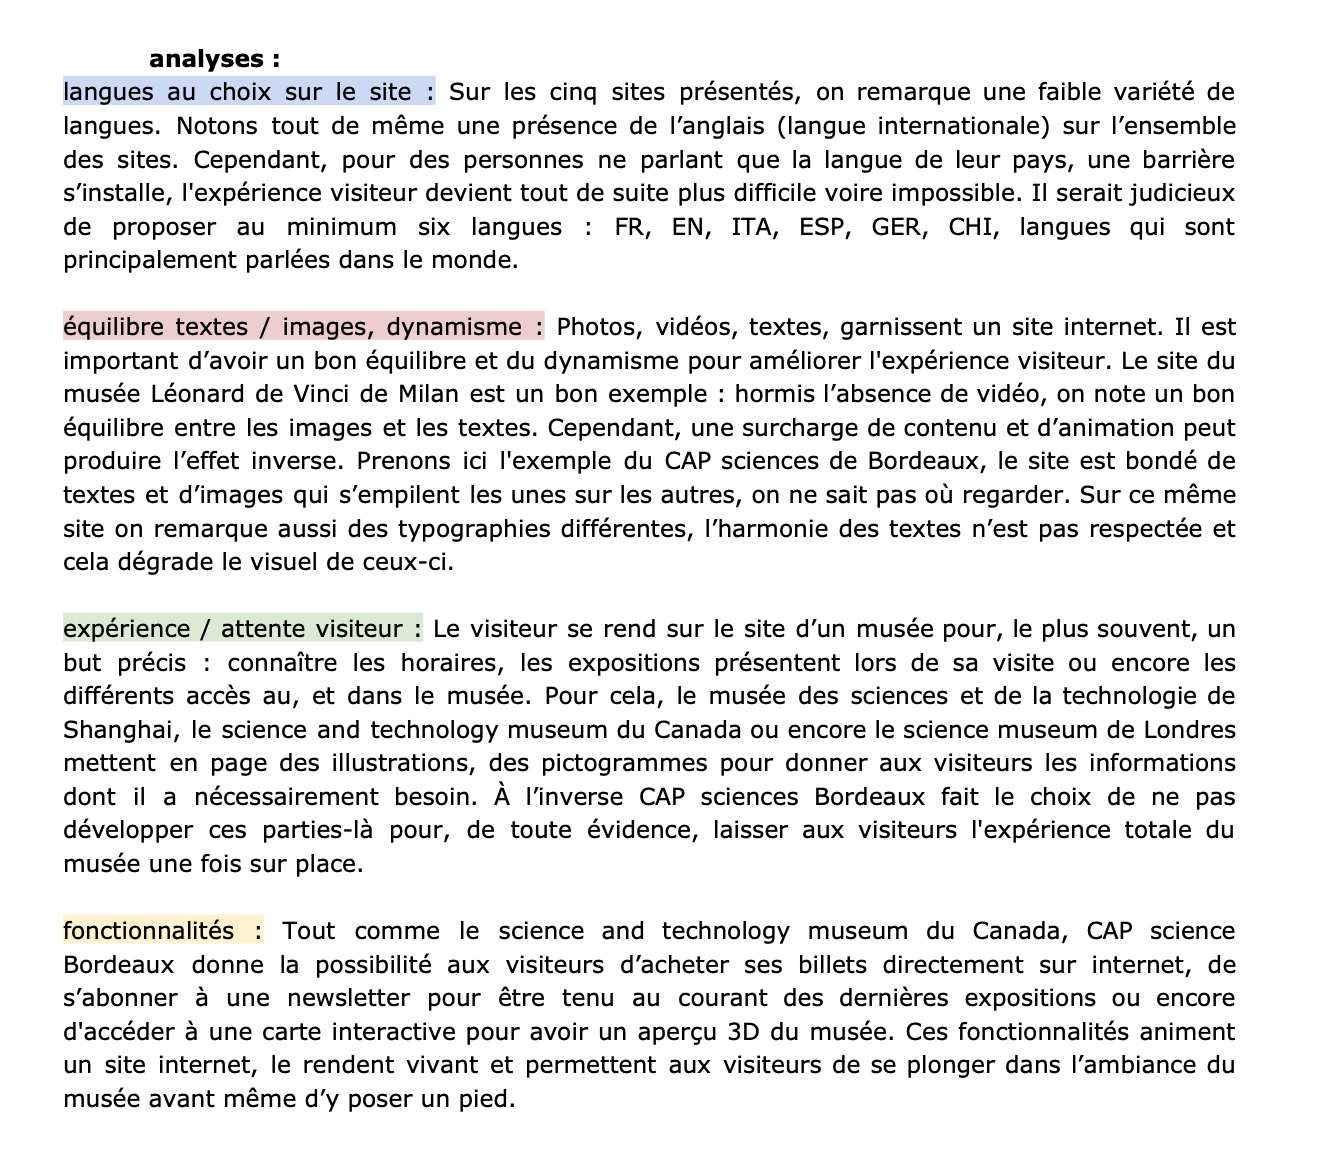 analyses :
langues au choix sur le site : Sur les cinq sites présentés, on remarque une faible variété de
langues. Notons tout de même une présence de l’anglais (langue internationale) sur l’ensemble
des sites. Cependant, pour des personnes ne parlant que la langue de leur pays, une barrière
s’installe, l'expérience visiteur devient tout de suite plus difficile voire impossible. Il serait judicieux
de proposer au minimum six langues : FR, EN, ITA, ESP, GER, CHI, langues qui sont
principalement parlées dans le monde.
équilibre textes / images, dynamisme : Photos, vidéos, textes, garnissent un site internet. Il est
important d’avoir un bon équilibre et du dynamisme pour améliorer l'expérience visiteur. Le site du
musée Léonard de Vinci de Milan est un bon exemple : hormis l’absence de vidéo, on note un bon
équilibre entre les images et les textes. Cependant, une surcharge de contenu et d’animation peut
produire l’effet inverse. Prenons ici l'exemple du CAP sciences de Bordeaux, le site est bondé de
textes et d’images qui s’empilent les unes sur les autres, on ne sait pas où regarder. Sur ce même
site on remarque aussi des typographies différentes, l’harmonie des textes n’est pas respectée et
cela dégrade le visuel de ceux-ci.
expérience / attente visiteur : Le visiteur se rend sur le site d’un musée pour, le plus souvent, un
but précis : connaître les horaires, les expositions présentent lors de sa visite ou encore les
différents accès au, et dans le musée. Pour cela, le musée des sciences et de la technologie de
Shanghai, le science and technology museum du Canada ou encore le science museum de Londres
mettent en page des illustrations, des pictogrammes pour donner aux visiteurs les informations
dont il a nécessairement besoin. À l’inverse CAP sciences Bordeaux fait le choix de ne pas
développer ces parties-là pour, de toute évidence, laisser aux visiteurs l'expérience totale du
musée une fois sur place.
fonctionnalités : Tout comme le science and technology museum du Canada, CAP science
Bordeaux donne la possibilité aux visiteurs d’acheter ses billets directement sur internet, de
s’abonner à une newsletter pour être tenu au courant des dernières expositions ou encore
d'accéder à une carte interactive pour avoir un aperçu 3D du musée. Ces fonctionnalités animent
un site internet, le rendent vivant et permettent aux visiteurs de se plonger dans l’ambiance du
musée avant même d’y poser un pied.